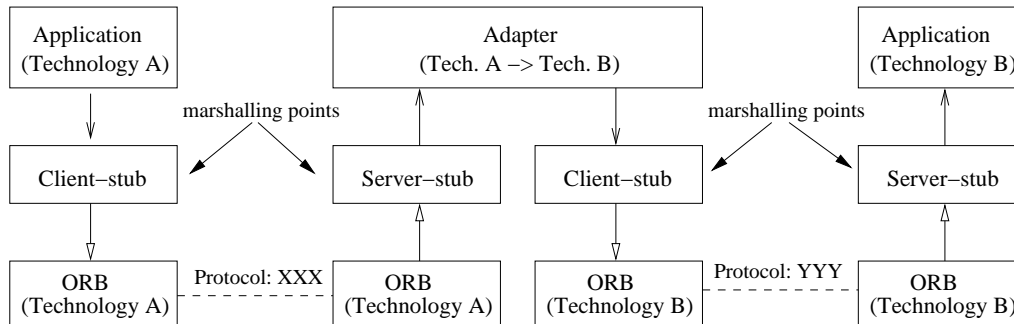 Application
(Technology A)
Adapter
(Tech. A −> Tech. B)
Application
(Technology B)
marshalling points
marshalling points
Client−stub
Server−stub
Client−stub
Server−stub
ORB
(Technology A)
Protocol: XXX
ORB
(Technology A)
ORB
(Technology B)
Protocol: YYY
ORB
(Technology B)